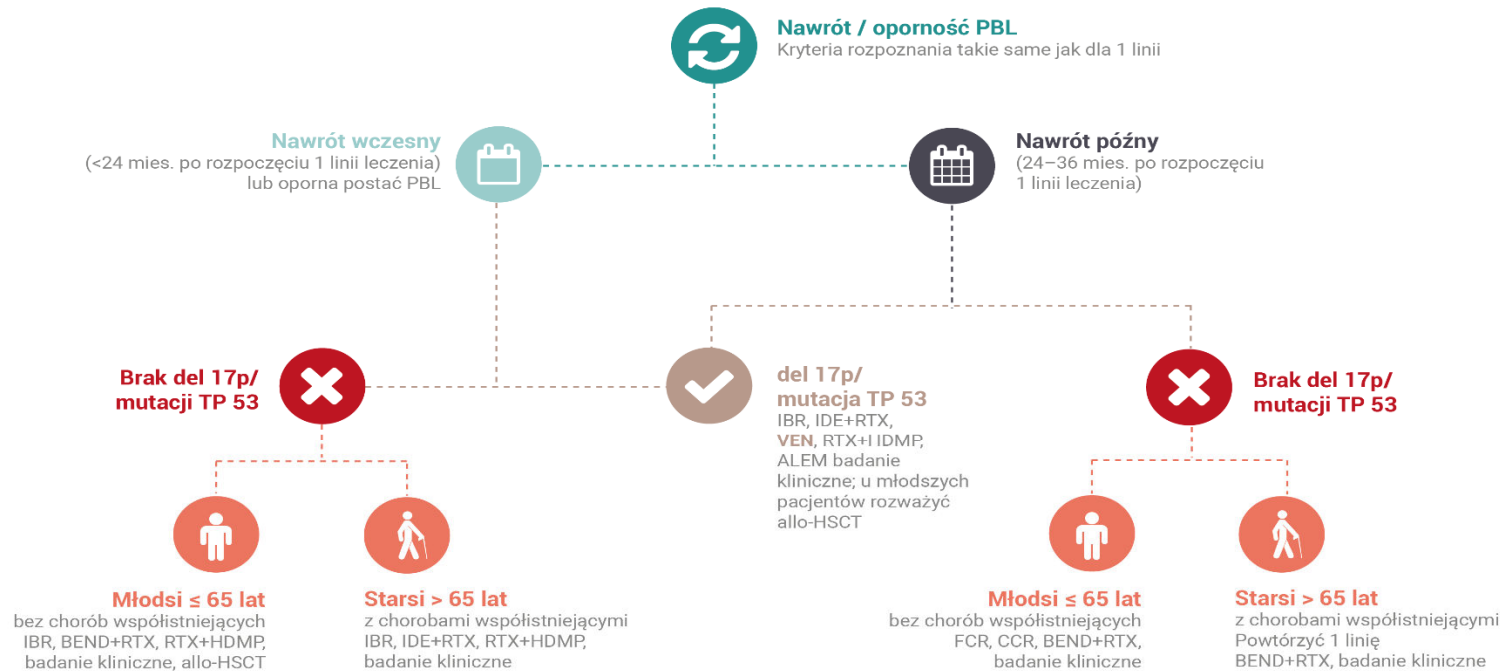 Nawrót / oporność PBL
Kryteria rozpoznania takie same jak dla 1 linii
Nawrót wczesny
(<24 mies. po rozpoczęciu 1 linii leczenia)
lub oporna postać PBL
Nawrót późny
(24–36 mies. po rozpoczęciu
1 linii leczenia)
Brak del 17p/
mutacji TP 53
del 17p/
mutacja TP 53
IBR, IDE+RTX,
VEN, RTX+HDMP,
ALEM badanie
kliniczne; u młodszych
pacjentów rozważyć
allo-HSCT
Brak del 17p/
mutacji TP 53
Młodsi ≤ 65 lat
bez chorób współistniejących
IBR, BEND+RTX, RTX+HDMP,
badanie kliniczne, allo-HSCT
Starsi > 65 lat
z chorobami współistniejącymi
IBR, IDE+RTX, RTX+HDMP,
badanie kliniczne
Młodsi ≤ 65 lat
bez chorób współistniejących
FCR, CCR, BEND+RTX,
badanie kliniczne
Starsi > 65 lat
z chorobami współistniejącymi
Powtórzyć 1 linię
BEND+RTX, badanie kliniczne